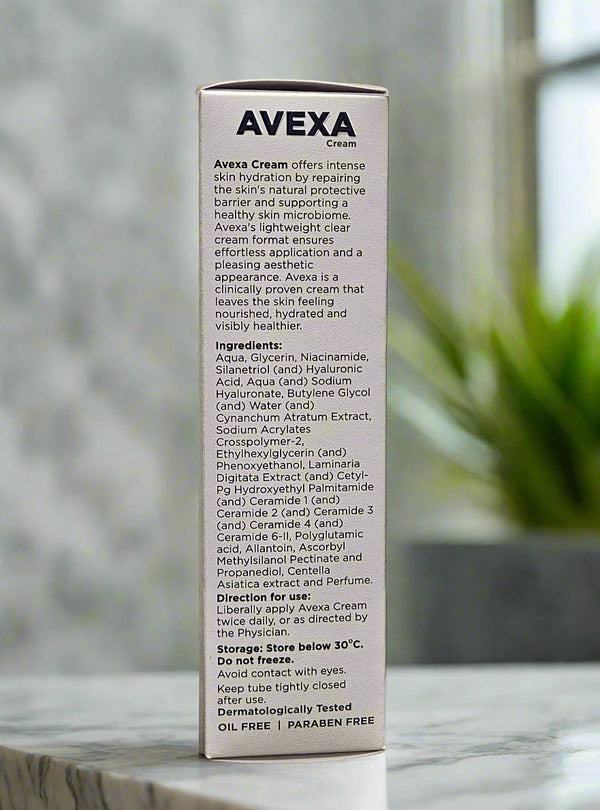 AVEXA
Cream
Avexa Cream offers intense
skin hydration by repairing
the skin's natural protective
barrier and supporting a
healthy skin microbiome.
Avexa's lightweight clear
cream format ensures
effortless application and a
pleasing aesthetic
appearance. Avexa is a
clinically proven cream that
leaves the skin feeling
nourished, hydrated and
visibly healthier.
Ingredients:
Aqua, Glycerin, Niacinamide,
Silanetriol (and) Hyaluronic
Acid, Aqua (and) Sodium
Hyaluronate, Butylene Glycol
(and) Water (and)
Cynanchum Atratum Extract,
Sodium Acrylates
Crosspolymer-2,
Ethylhexylglycerin (and)
Phenoxyethanol, Laminaria
Digitata Extract (and) Cetyl-
Pg Hydroxyethyl Palmitamide
(and) Ceramide 1 (and)
Ceramide 2 (and) Ceramide 3
(and) Ceramide 4 (and)
Ceramide 6-II, Polyglutamic
acid, Allantoin, Ascorbyl
Methylsilanol Pectinate and
Propanediol, Centella
Asiatica extract and Perfume.
Direction for use:
Liberally apply Avexa Cream
twice daily, or as directed by
the Physician.
Storage: Store below 30°C.
Do not freeze.
Avoid contact with eyes.
Keep tube tightly closed
after use.
Dermatologically Tested
OIL FREE | PARABEN FREE